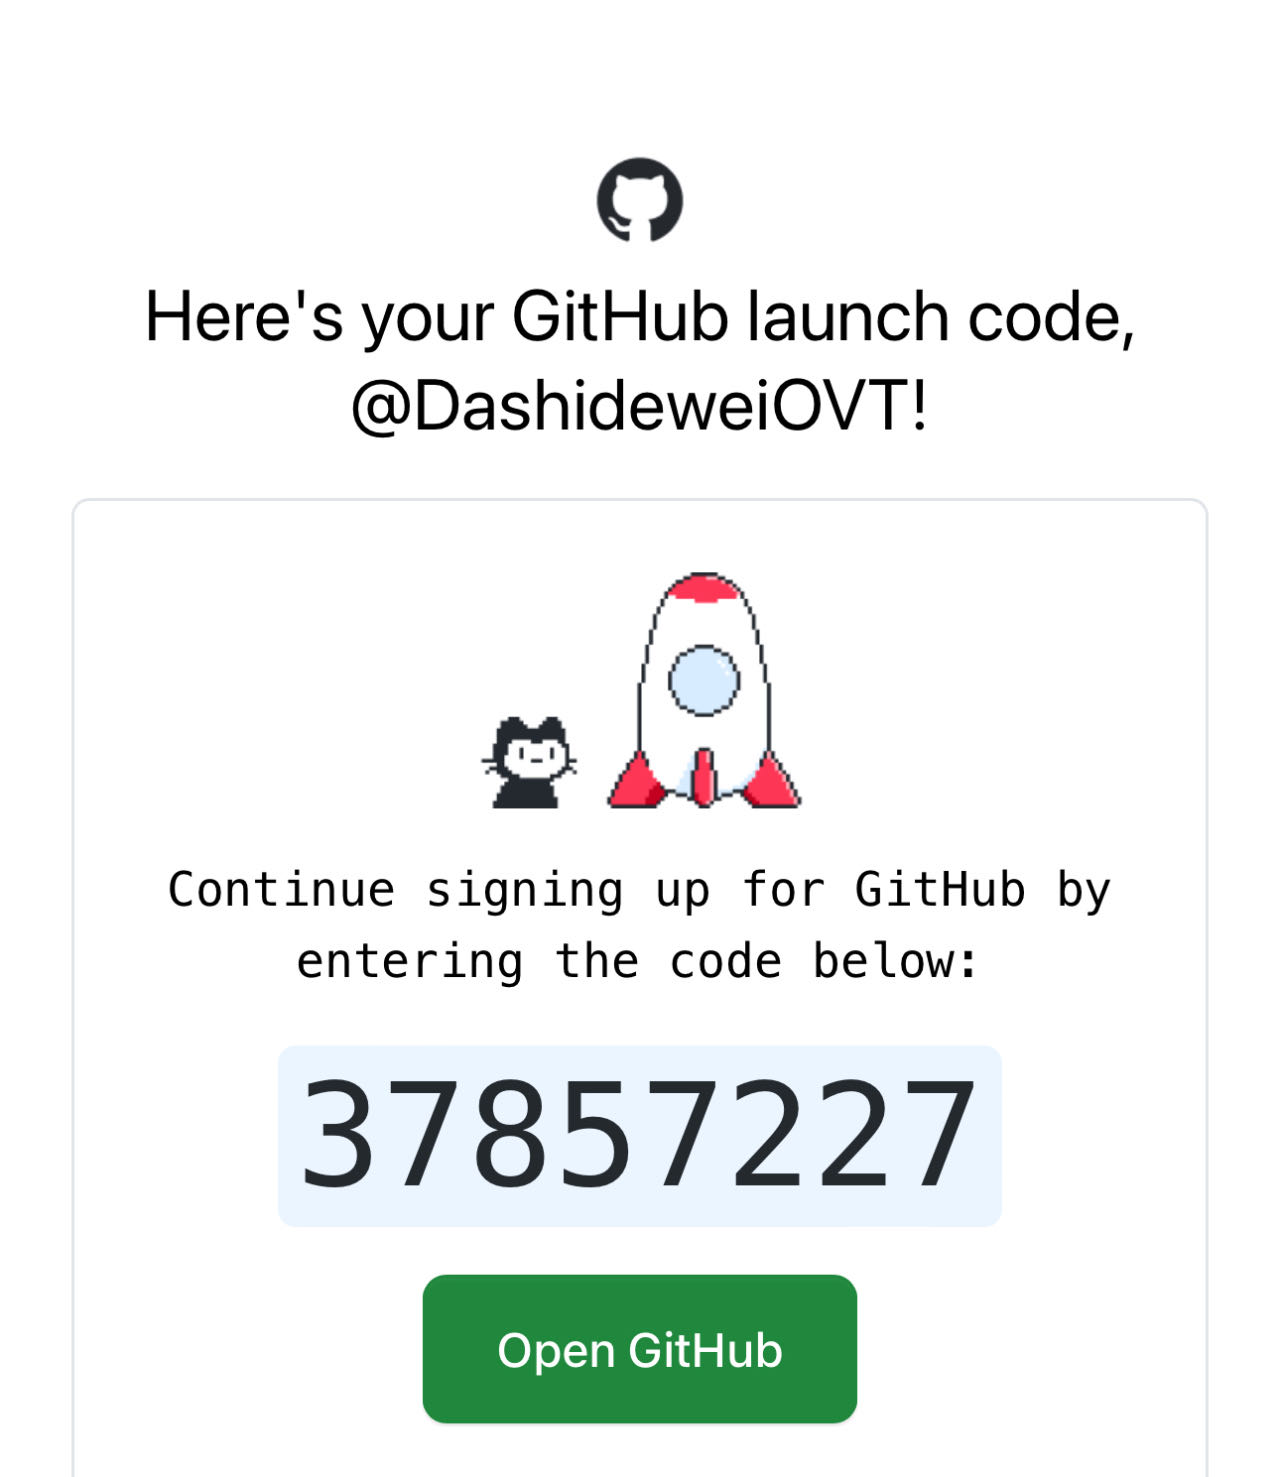 Here's your GitHub launch code,
@DashideweiOVT!
Continue signing up for GitHub by
entering the code below:
37857227
Open GitHub